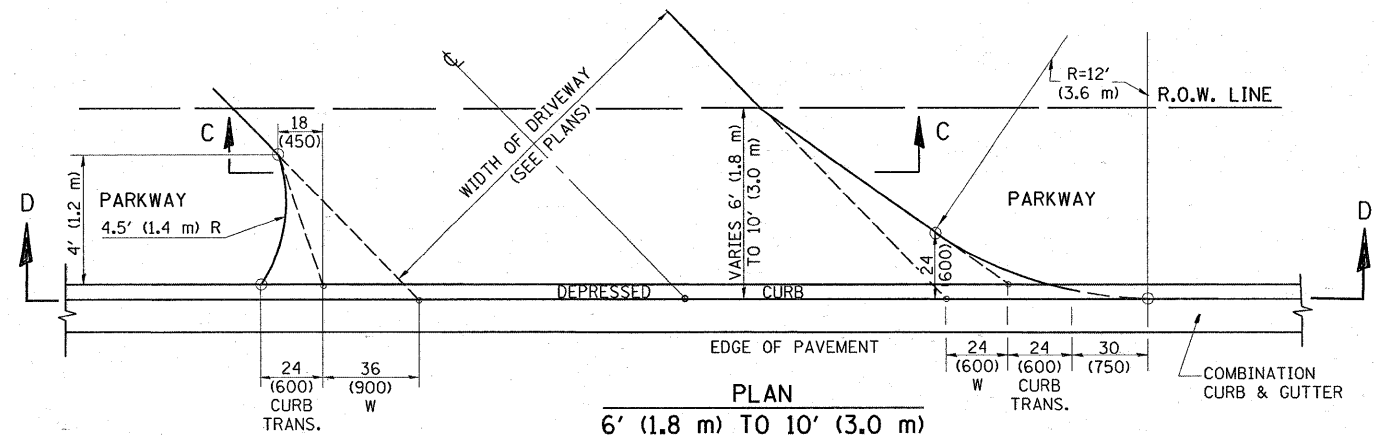 ℄
R=12'
(3.6 m)
R.O.W. LINE
C
18
(450)
WIDTH OF DRIVEWAY
(SEE PLANS)
C
D
4' (1.2 m)
PARKWAY
4.5' (1.4 m) R
VARIES 6' (1.8 m)
TO 10' (3.0 m)
PARKWAY
24
(600)
D
DEPRESSED CURB
EDGE OF PAVEMENT
24
(600)
CURB
TRANS.
36
(900)
W
24
(600)
W
24
(600)
CURB
TRANS.
30
(750)
COMBINATION
CURB & GUTTER
PLAN
6' (1.8 m) TO 10' (3.0 m)